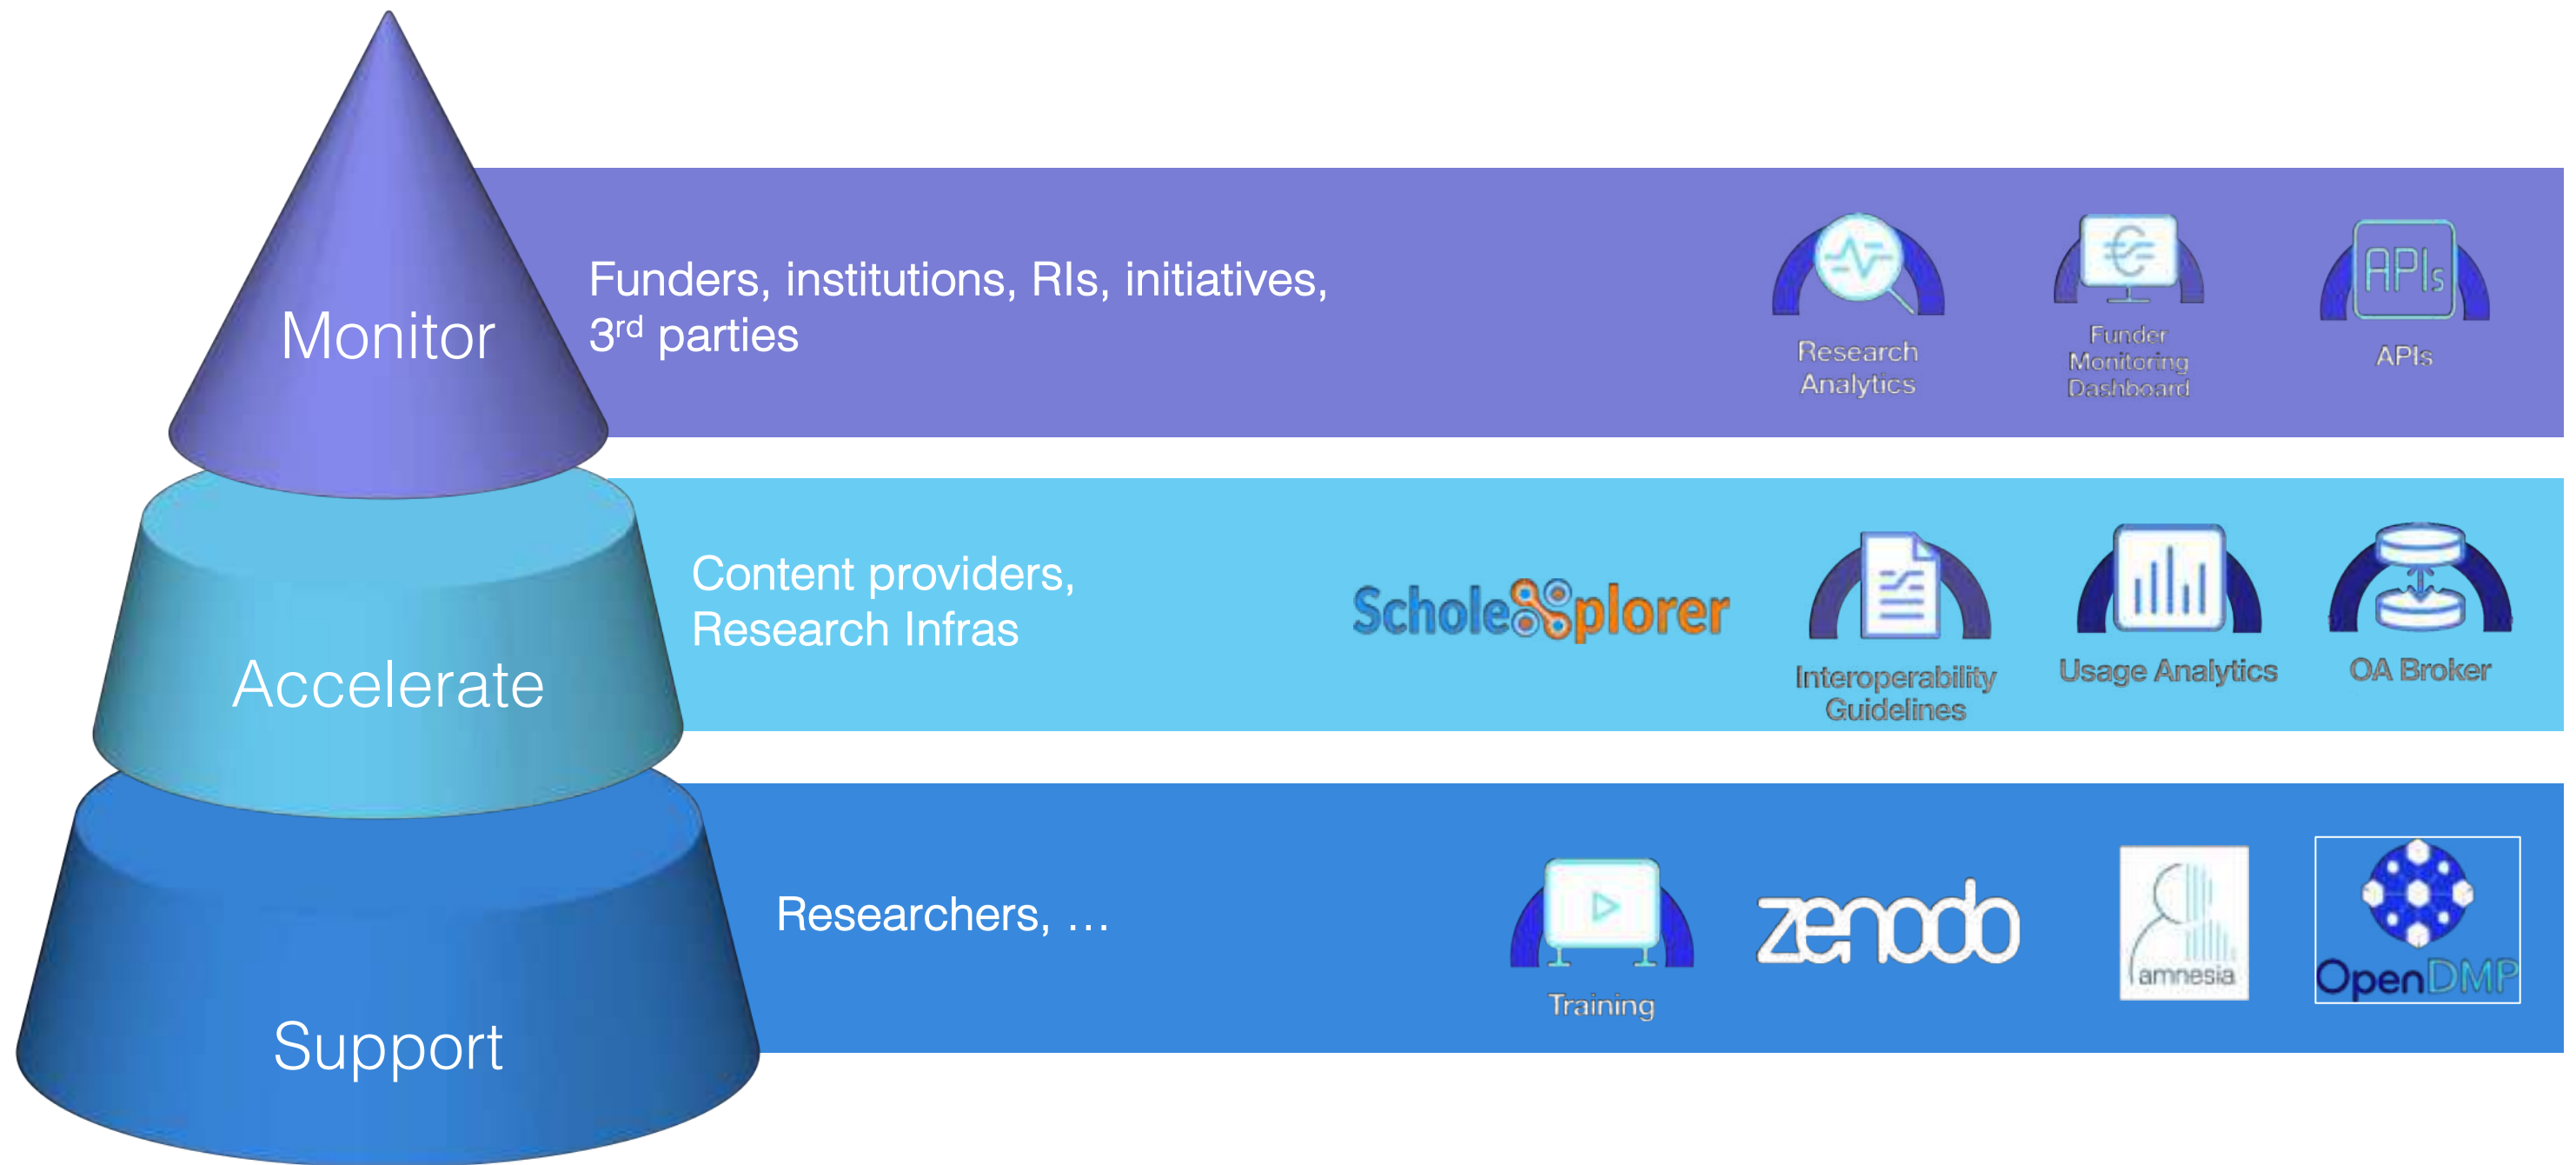 Monitor
Funders, institutions, RIs, initiatives,
3rd parties
APIs
Research
Analytics
Funder
Monitoring
Dashboard
APIs
Accelerate
Content providers,
Research Infras
Scholexplorer
Interoperability
Guidelines
Usage Analytics
OA Broker
Support
Researchers, …
Training
zenodo
amnesia
OpenDMP